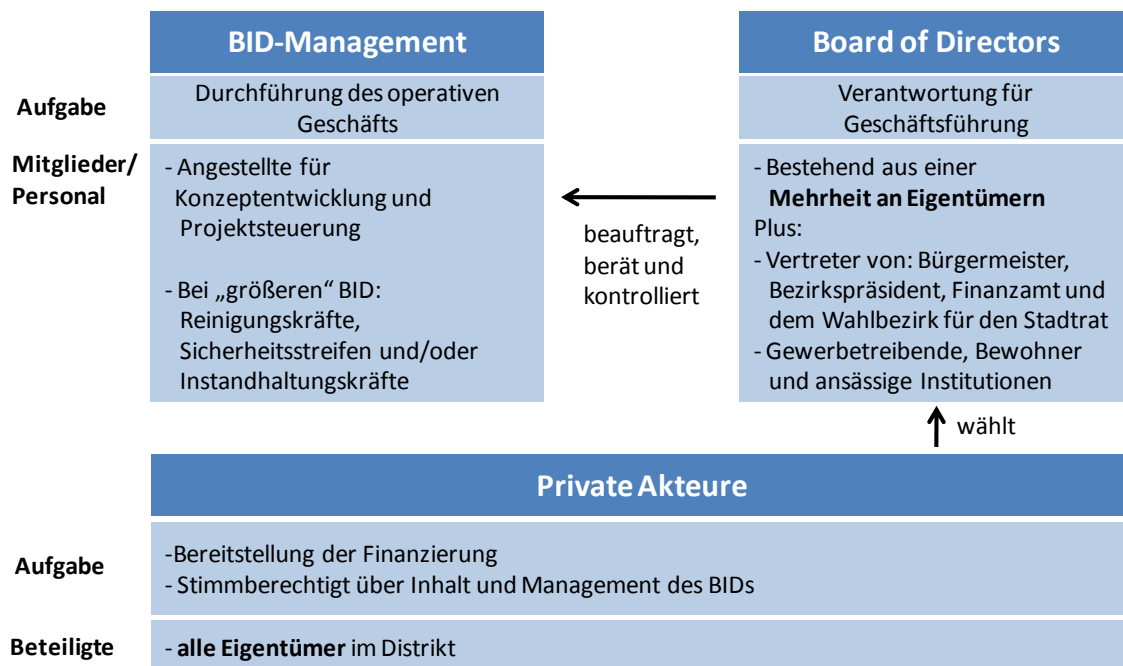 BID-Management
Aufgabe
Durchführung des operativen
Geschäfts
Mitglieder/
Personal
- Angestellte für
Konzeptentwicklung und
Projektsteuerung
- Bei „größeren“ BID:
Reinigungskräfte,
Sicherheitsstreifen und/oder
Instandhaltungskräfte
beauftragt,
berät und
kontrolliert
Board of Directors
Verantwortung für
Geschäftsführung
- Bestehend aus einer
Mehrheit an Eigentümern
Plus:
- Vertreter von: Bürgermeister,
Bezirkspräsident, Finanzamt und
dem Wahlbezirk für den Stadtrat
- Gewerbetreibende, Bewohner
und ansässige Institutionen
wählt
Private Akteure
Aufgabe
-Bereitstellung der Finanzierung
- Stimmberechtigt über Inhalt und Management des BIDs
Beteiligte
- alle Eigentümer im Distrikt